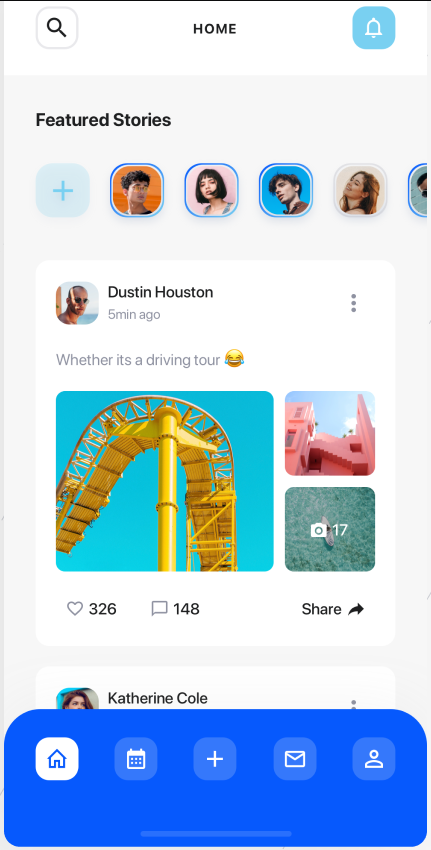 HOME
Featured Stories
Dustin Houston
5min ago
Whether its a driving tour 😂
17
326
148
Share
Katherine Cole